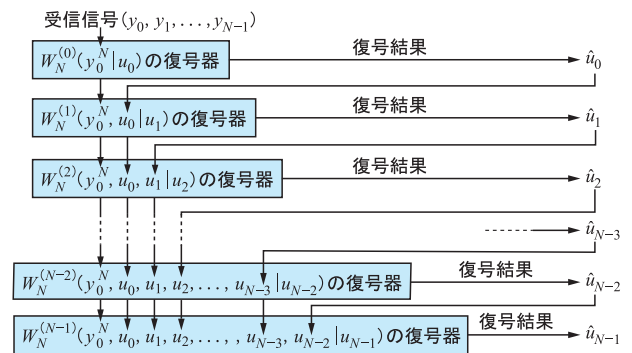 受信信号(y_0, y_1, ..., y_{N-1})
W_N^{(0)}(y_0^N|u_0)の復号器 復号結果 û_0
W_N^{(1)}(y_0^N, u_0|u_1)の復号器 復号結果 û_1
W_N^{(2)}(y_0^N, u_0, u_1|u_2)の復号器 復号結果 û_2
û_{N-3}
W_N^{(N-2)}(y_0^N, u_0, u_1, u_2, ..., u_{N-3}|u_{N-2})の復号器 復号結果 û_{N-2}
W_N^{(N-1)}(y_0^N, u_0, u_1, u_2, ..., , u_{N-3}, u_{N-2}|u_{N-1})の復号器 復号結果 û_{N-1}